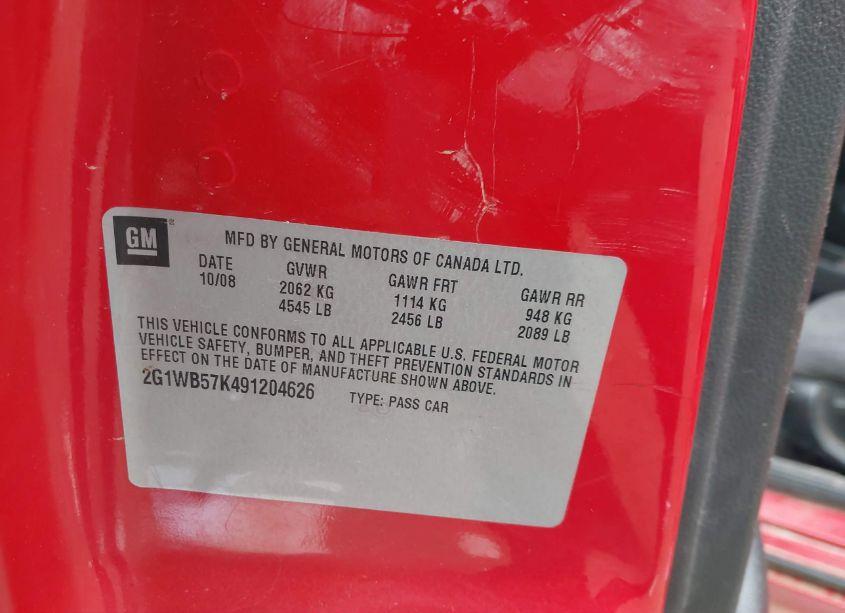 GM
MFD BY GENERAL MOTORS OF CANADA LTD.
DATE GVWR GAWR FRT GAWR RR
10/08 2062 KG 1114 KG 948 KG
4545 LB 2456 LB 2089 LB
THIS VEHICLE CONFORMS TO ALL APPLICABLE U.S. FEDERAL MOTOR
VEHICLE SAFETY, BUMPER, AND THEFT PREVENTION STANDARDS IN
EFFECT ON THE DATE OF MANUFACTURE SHOWN ABOVE.
2G1WB57K491204626 TYPE: PASS CAR